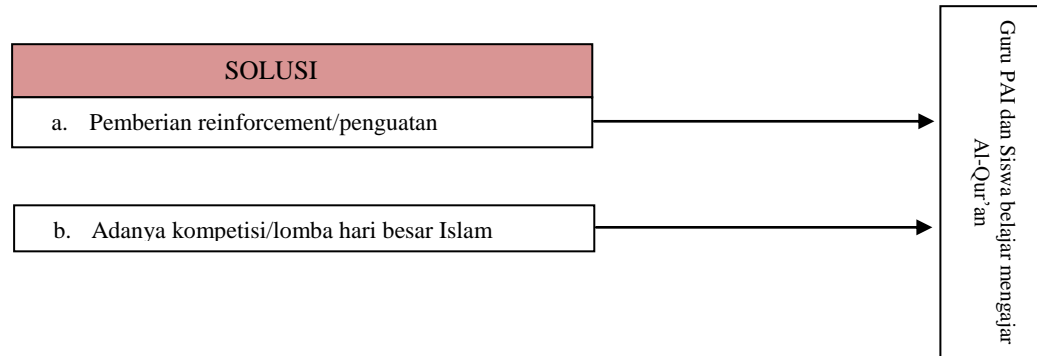 SOLUSI
a. Pemberian reinforcement/penguatan
b. Adanya kompetisi/lomba hari besar Islam
Guru PAI dan Siswa belajar mengajar
Al-Qur’an